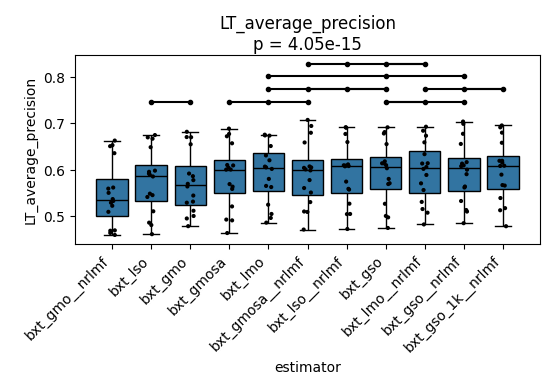 LT_average_precision
p = 4.05e-15
LT_average_precision
0.8
0.7
0.6
0.5
bxt_gmo__nrlmf
bxt_lso
bxt_gmo
bxt_gmosa
bxt_lmo
bxt_gmosa__nrlmf
bxt_lso__nrlmf
bxt_gso
bxt_lmo__nrlmf
bxt_gso__nrlmf
bxt_gso_1k__nrlmf
estimator